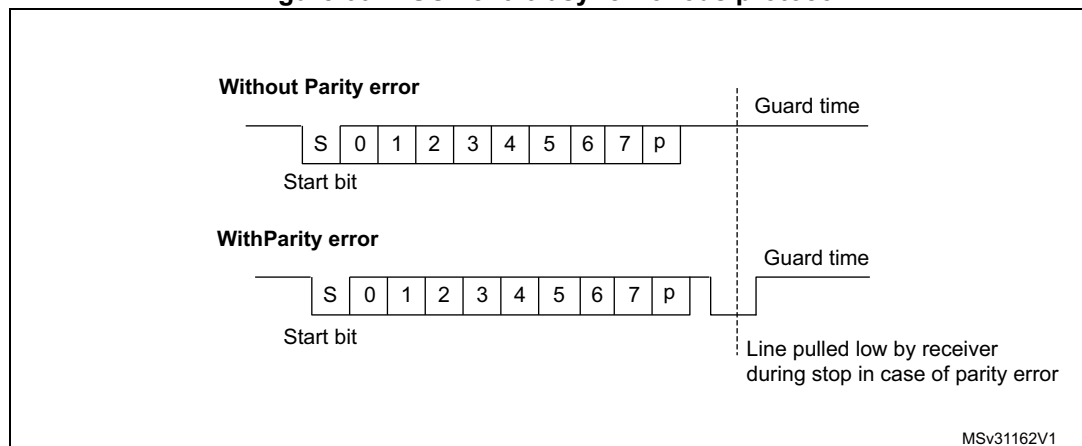 Without Parity error
Guard time
S 0 1 2 3 4 5 6 7 p
Start bit
WithParity error
Guard time
S 0 1 2 3 4 5 6 7 p
Start bit
Line pulled low by receiver
during stop in case of parity error
MSv31162V1